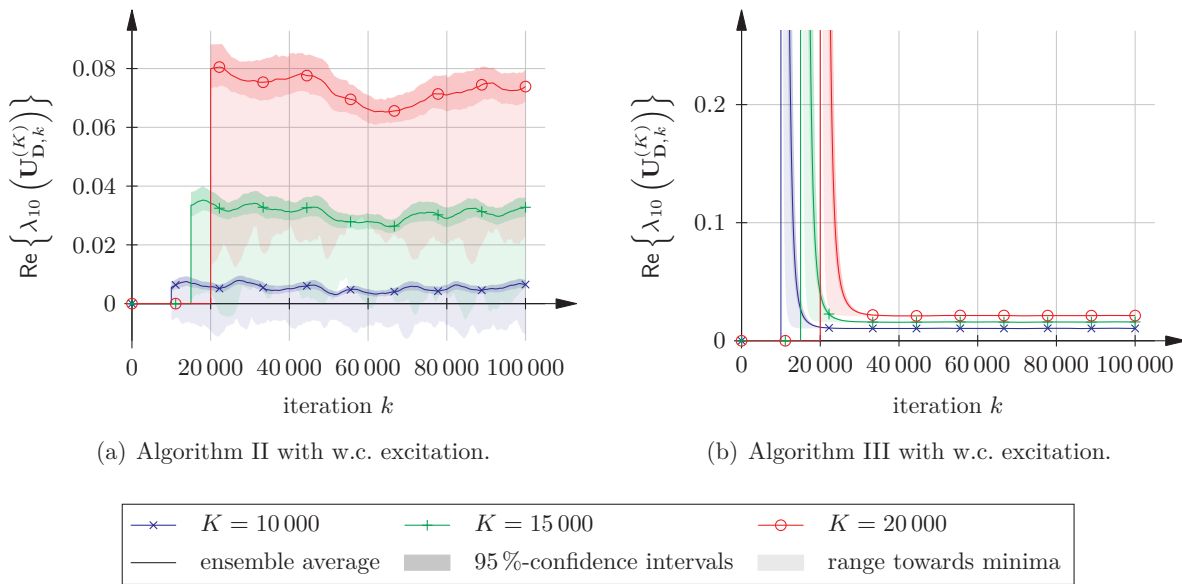 Re{λ₁₀(U_{D,k}^{(K)})}
0.08
0.06
0.04
0.02
0
0 20 000 40 000 60 000 80 000 100 000
iteration k
(a) Algorithm II with w.c. excitation.
Re{λ₁₀(U_{D,k}^{(K)})}
0.2
0.1
0
0 20 000 40 000 60 000 80 000 100 000
iteration k
(b) Algorithm III with w.c. excitation.
K = 10 000 K = 15 000 K = 20 000
ensemble average 95 %-confidence intervals range towards minima